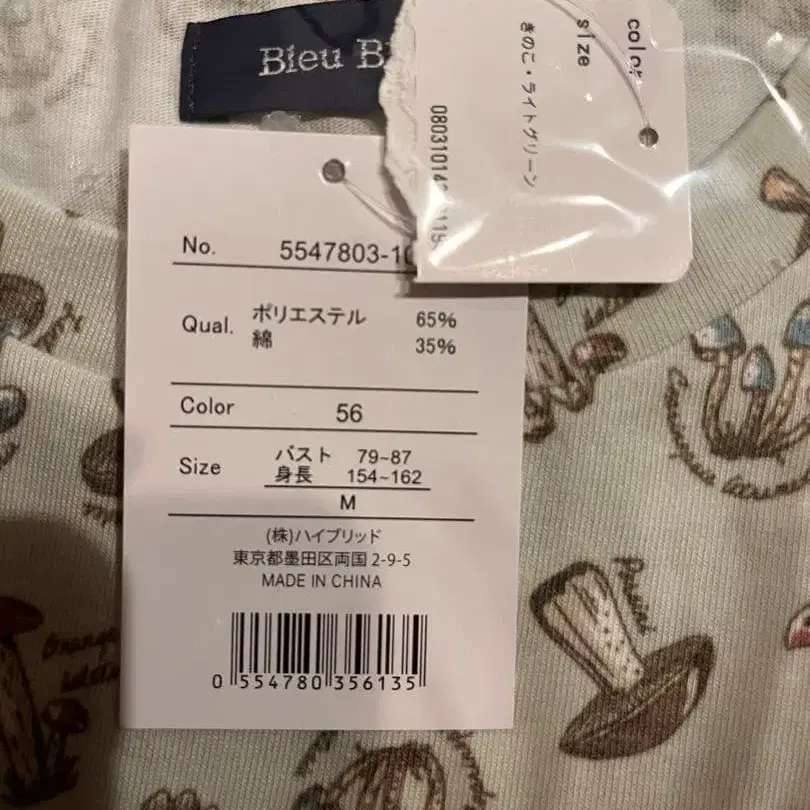 Bleu
color
size
きのこ・ライトグリーン
No. 5547803-10
Qual. ポリエステル 65%
綿 35%
Color 56
Size バスト 79~87
身長 154~162
M
(株)ハイブリッド
東京都墨田区両国 2-9-5
MADE IN CHINA
0 554780 356135
Porcini
Orange